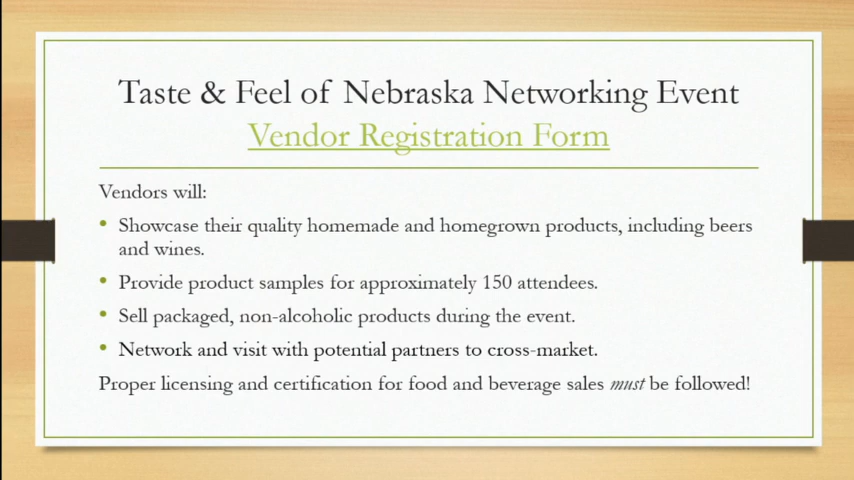 Taste & Feel of Nebraska Networking Event
Vendor Registration Form
Vendors will:
• Showcase their quality homemade and homegrown products, including beers
and wines.
• Provide product samples for approximately 150 attendees.
• Sell packaged, non-alcoholic products during the event.
• Network and visit with potential partners to cross-market.
Proper licensing and certification for food and beverage sales must be followed!